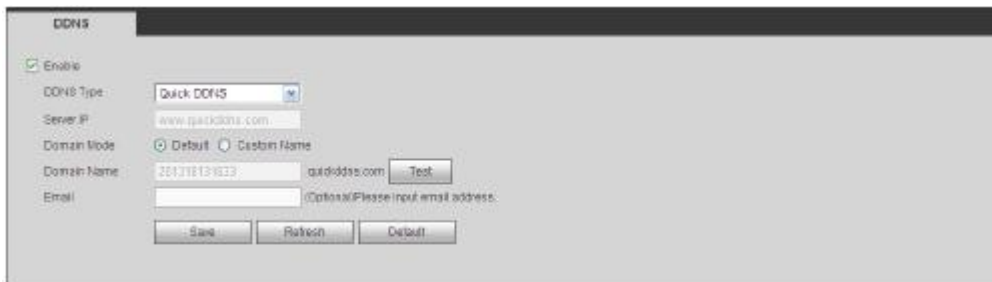 DDNS
Enable
DDNS Type Quick DDNS
Server IP www.quickddns.com
Domain Mode Default Custom Name
Domain Name quickddns.com Test
Email (Optional)Please input email address.
Save Refresh Default